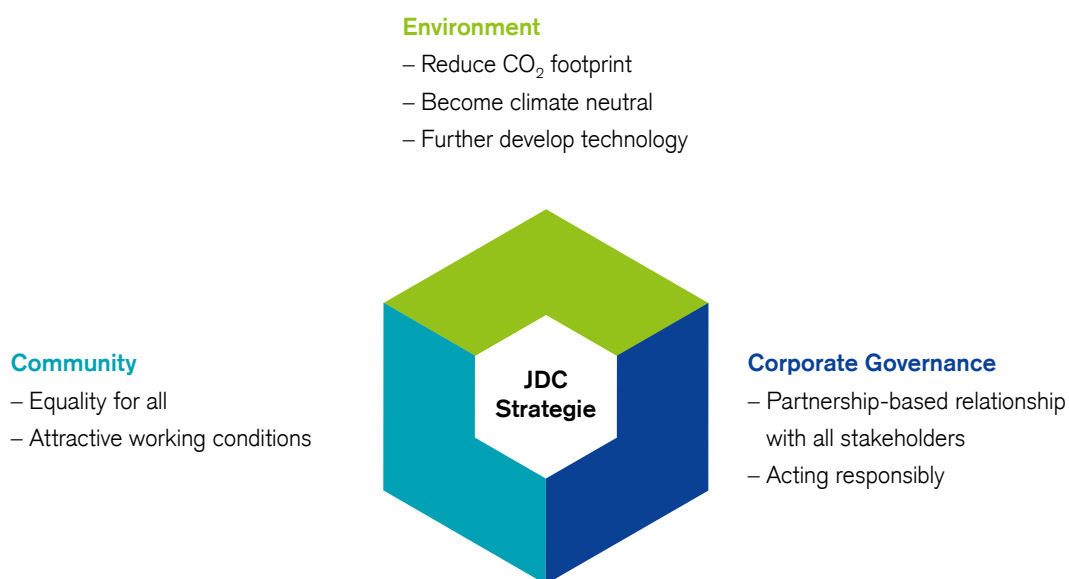 Environment
– Reduce CO₂ footprint
– Become climate neutral
– Further develop technology
Community
– Equality for all
– Attractive working conditions
JDC
Strategie
Corporate Governance
– Partnership-based relationship
with all stakeholders
– Acting responsibly